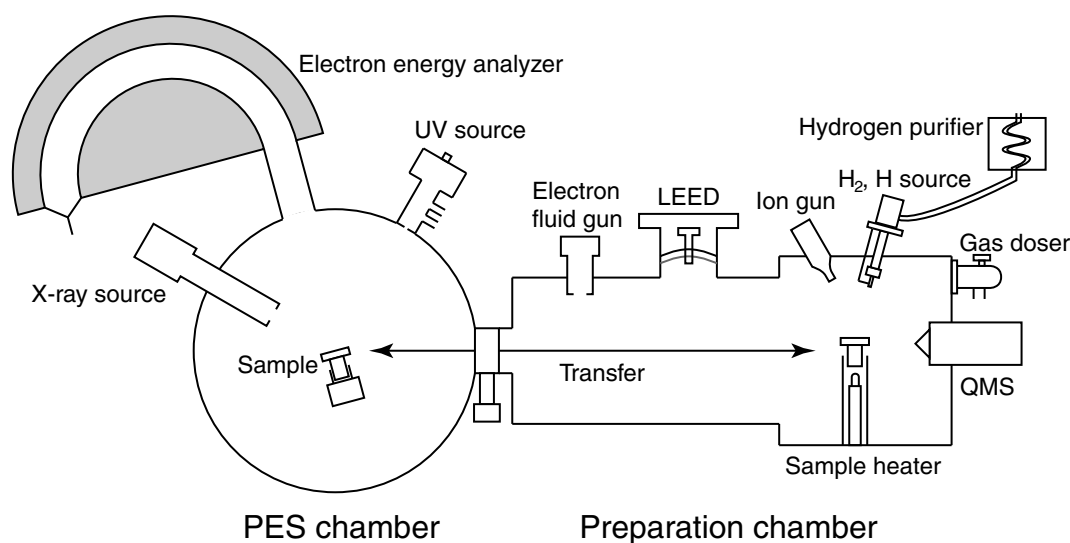 Electron energy analyzer
UV source
Hydrogen purifier
H₂, H source
Electron
fluid gun
LEED
Ion gun
Gas doser
X-ray source
Sample
Transfer
QMS
Sample heater
PES chamber
Preparation chamber